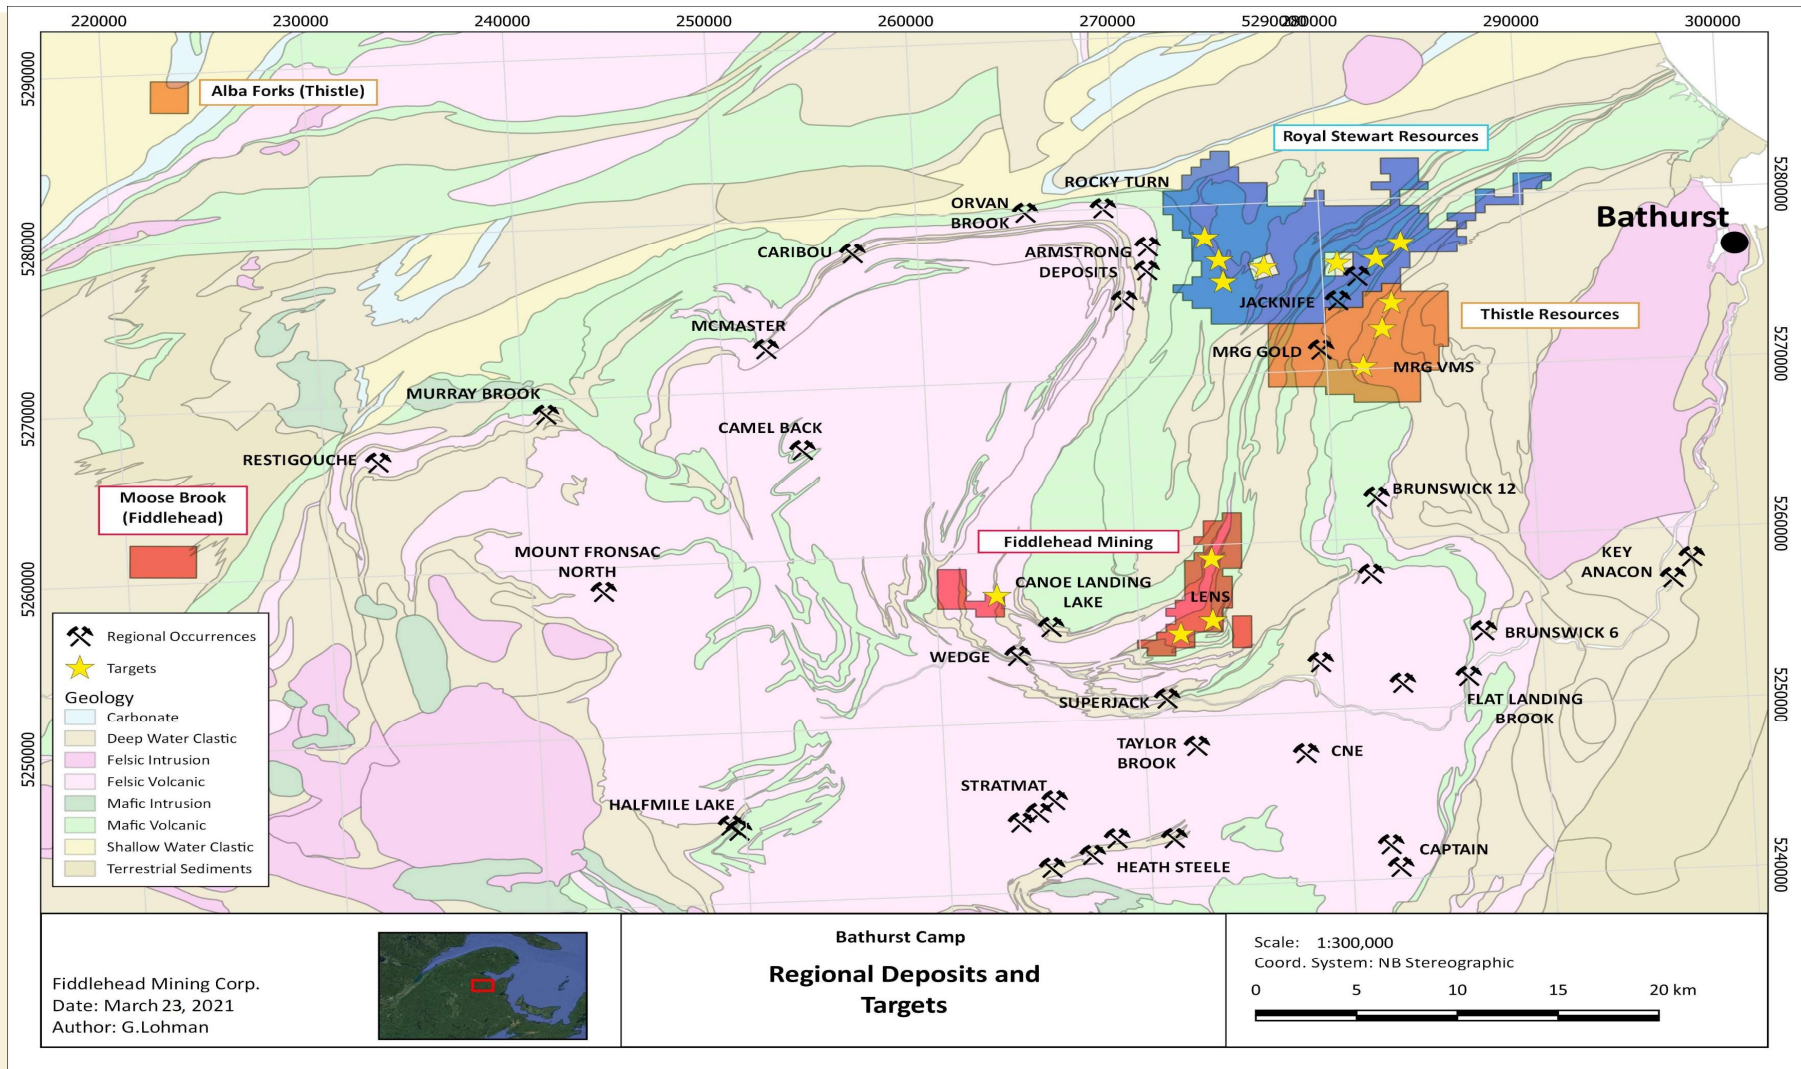 220000 230000 240000 250000 260000 270000 5290000 280000 290000 300000
5290000
5280000
5270000
5260000
5250000
5280000
5270000
5260000
5250000
5240000
Alba Forks (Thistle)
Royal Stewart Resources
ROCKY TURN
ORVAN
BROOK
Bathurst
CARIBOU
ARMSTRONG
DEPOSITS
JACKNIFE
Thistle Resources
MCMASTER
MRG GOLD
MRG VMS
MURRAY BROOK
CAMEL BACK
RESTIGOUCHE
BRUNSWICK 12
Moose Brook
(Fiddlehead)
Fiddlehead Mining
MOUNT FRONSAC
NORTH
KEY
ANACON
CANOE LANDING
LAKE
LENS
BRUNSWICK 6
WEDGE
SUPERJACK
FLAT LANDING
BROOK
TAYLOR
BROOK
CNE
STRATMAT
HALFMILE LAKE
CAPTAIN
HEATH STEELE
Regional Occurrences
Targets
Geology
Carbonate
Deep Water Clastic
Felsic Intrusion
Felsic Volcanic
Mafic Intrusion
Mafic Volcanic
Shallow Water Clastic
Terrestrial Sediments
Fiddlehead Mining Corp.
Date: March 23, 2021
Author: G.Lohman
Bathurst Camp
Regional Deposits and
Targets
Scale: 1:300,000
Coord. System: NB Stereographic
0 5 10 15 20 km